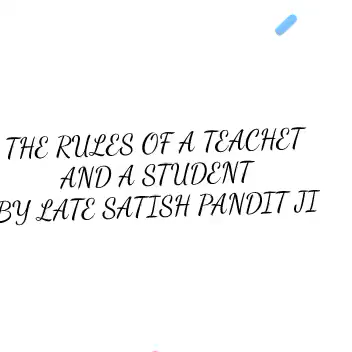 THE RULES OF A TEACHET
AND A STUDENT
BY LATE SATISH PANDIT JI